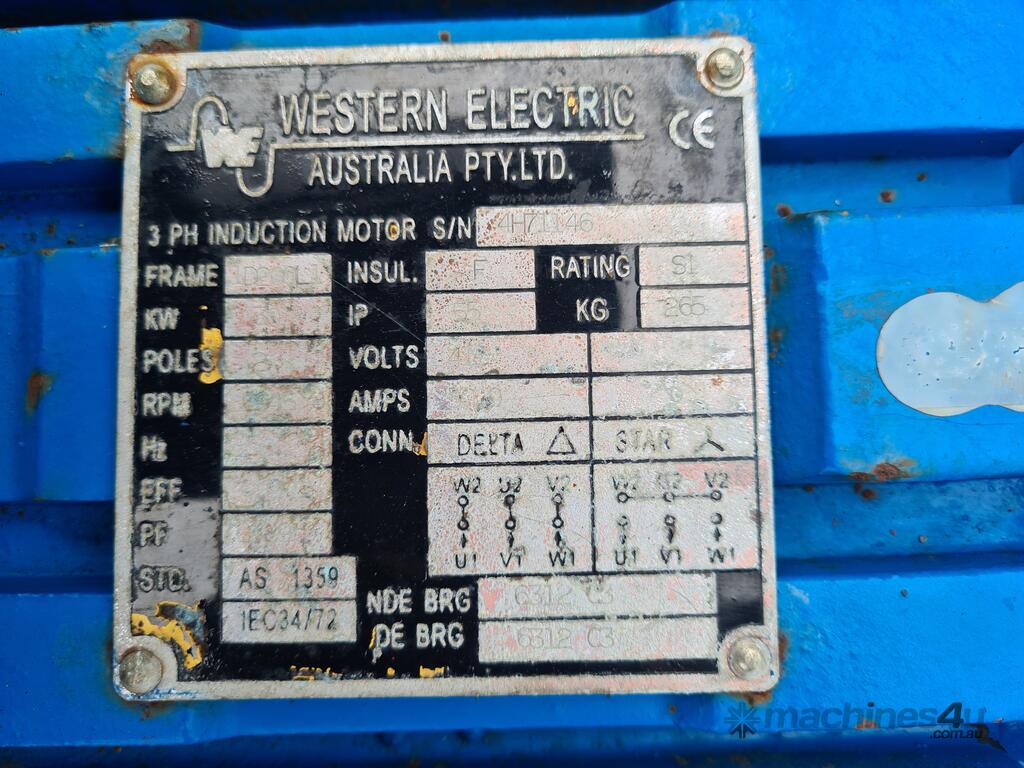 WE WESTERN ELECTRIC CE
AUSTRALIA PTY.LTD.
3 PH INDUCTION MOTOR S/N 4H71146
FRAME INSUL. F RATING S1
KW IP 55 KG 265
POLES VOLTS
RPM AMPS
Hz CONN. DELTA STAR
EFF W2 U2 V2 W2 U2 V2
PF U1 V1 W1 U1 V1 W1
STD. AS 1359
IEC34/72
NDE BRG 6312 C3
DE BRG 6312 C3
machines4u
.com.au